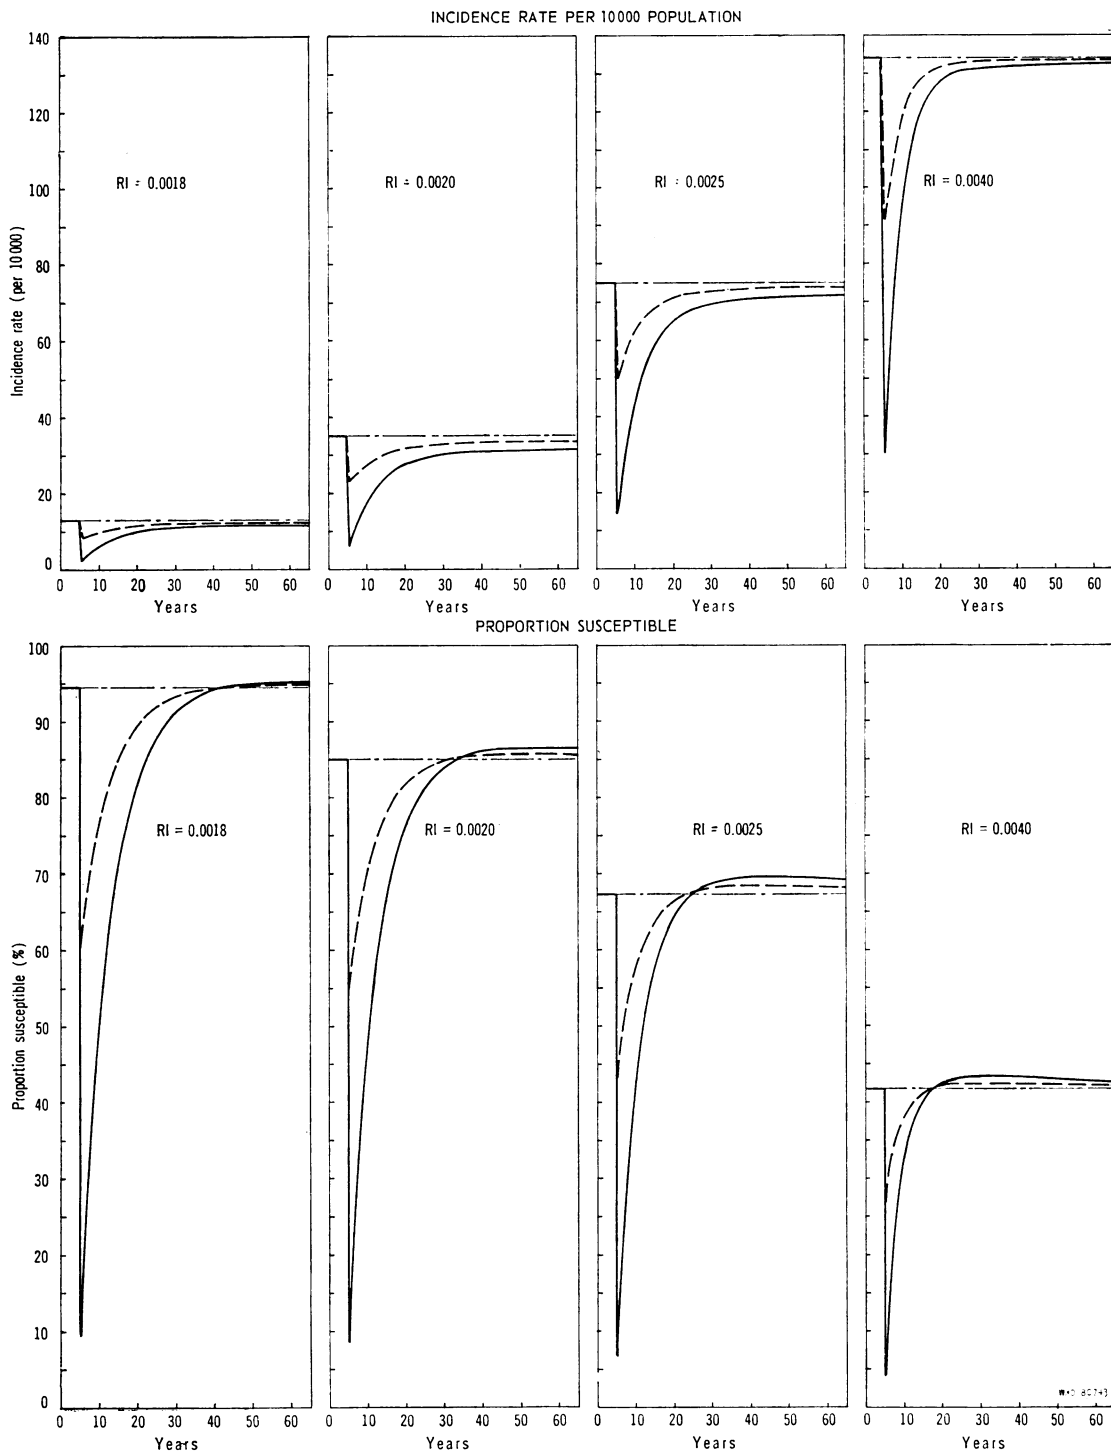 INCIDENCE RATE PER 10000 POPULATION
140
120
100
80
60
40
20
0
Incidence rate (per 10000)
RI = 0.0018
RI = 0.0020
RI = 0.0025
RI = 0.0040
0 10 20 30 40 50 60
0 10 20 30 40 50 60
0 10 20 30 40 50 60
0 10 20 30 40 50 60
Years
Years
Years
Years
PROPORTION SUSCEPTIBLE
100
90
80
70
60
50
40
30
20
10
0
Proportion susceptible (%)
RI = 0.0018
RI = 0.0020
RI = 0.0025
RI = 0.0040
0 10 20 30 40 50 60
0 10 20 30 40 50 60
0 10 20 30 40 50 60
0 10 20 30 40 50 60
Years
Years
Years
Years